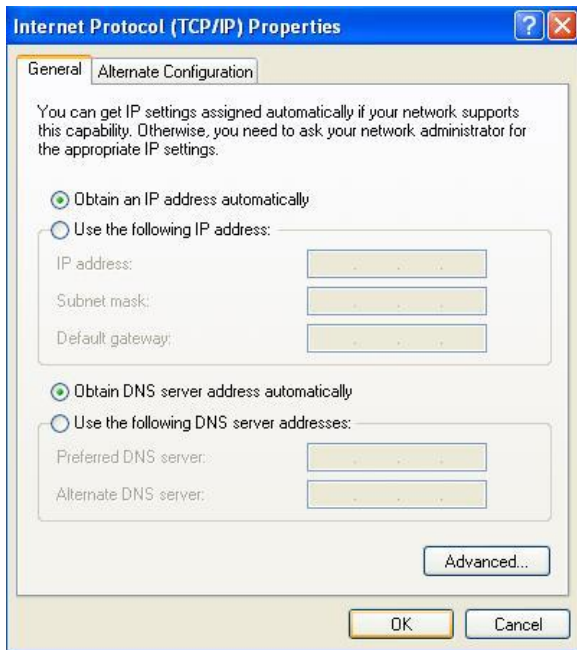 Internet Protocol (TCP/IP) Properties
General
Alternate Configuration
You can get IP settings assigned automatically if your network supports
this capability. Otherwise, you need to ask your network administrator for
the appropriate IP settings.
Obtain an IP address automatically
Use the following IP address:
IP address:
Subnet mask:
Default gateway:
Obtain DNS server address automatically
Use the following DNS server addresses:
Preferred DNS server:
Alternate DNS server:
Advanced...
OK
Cancel